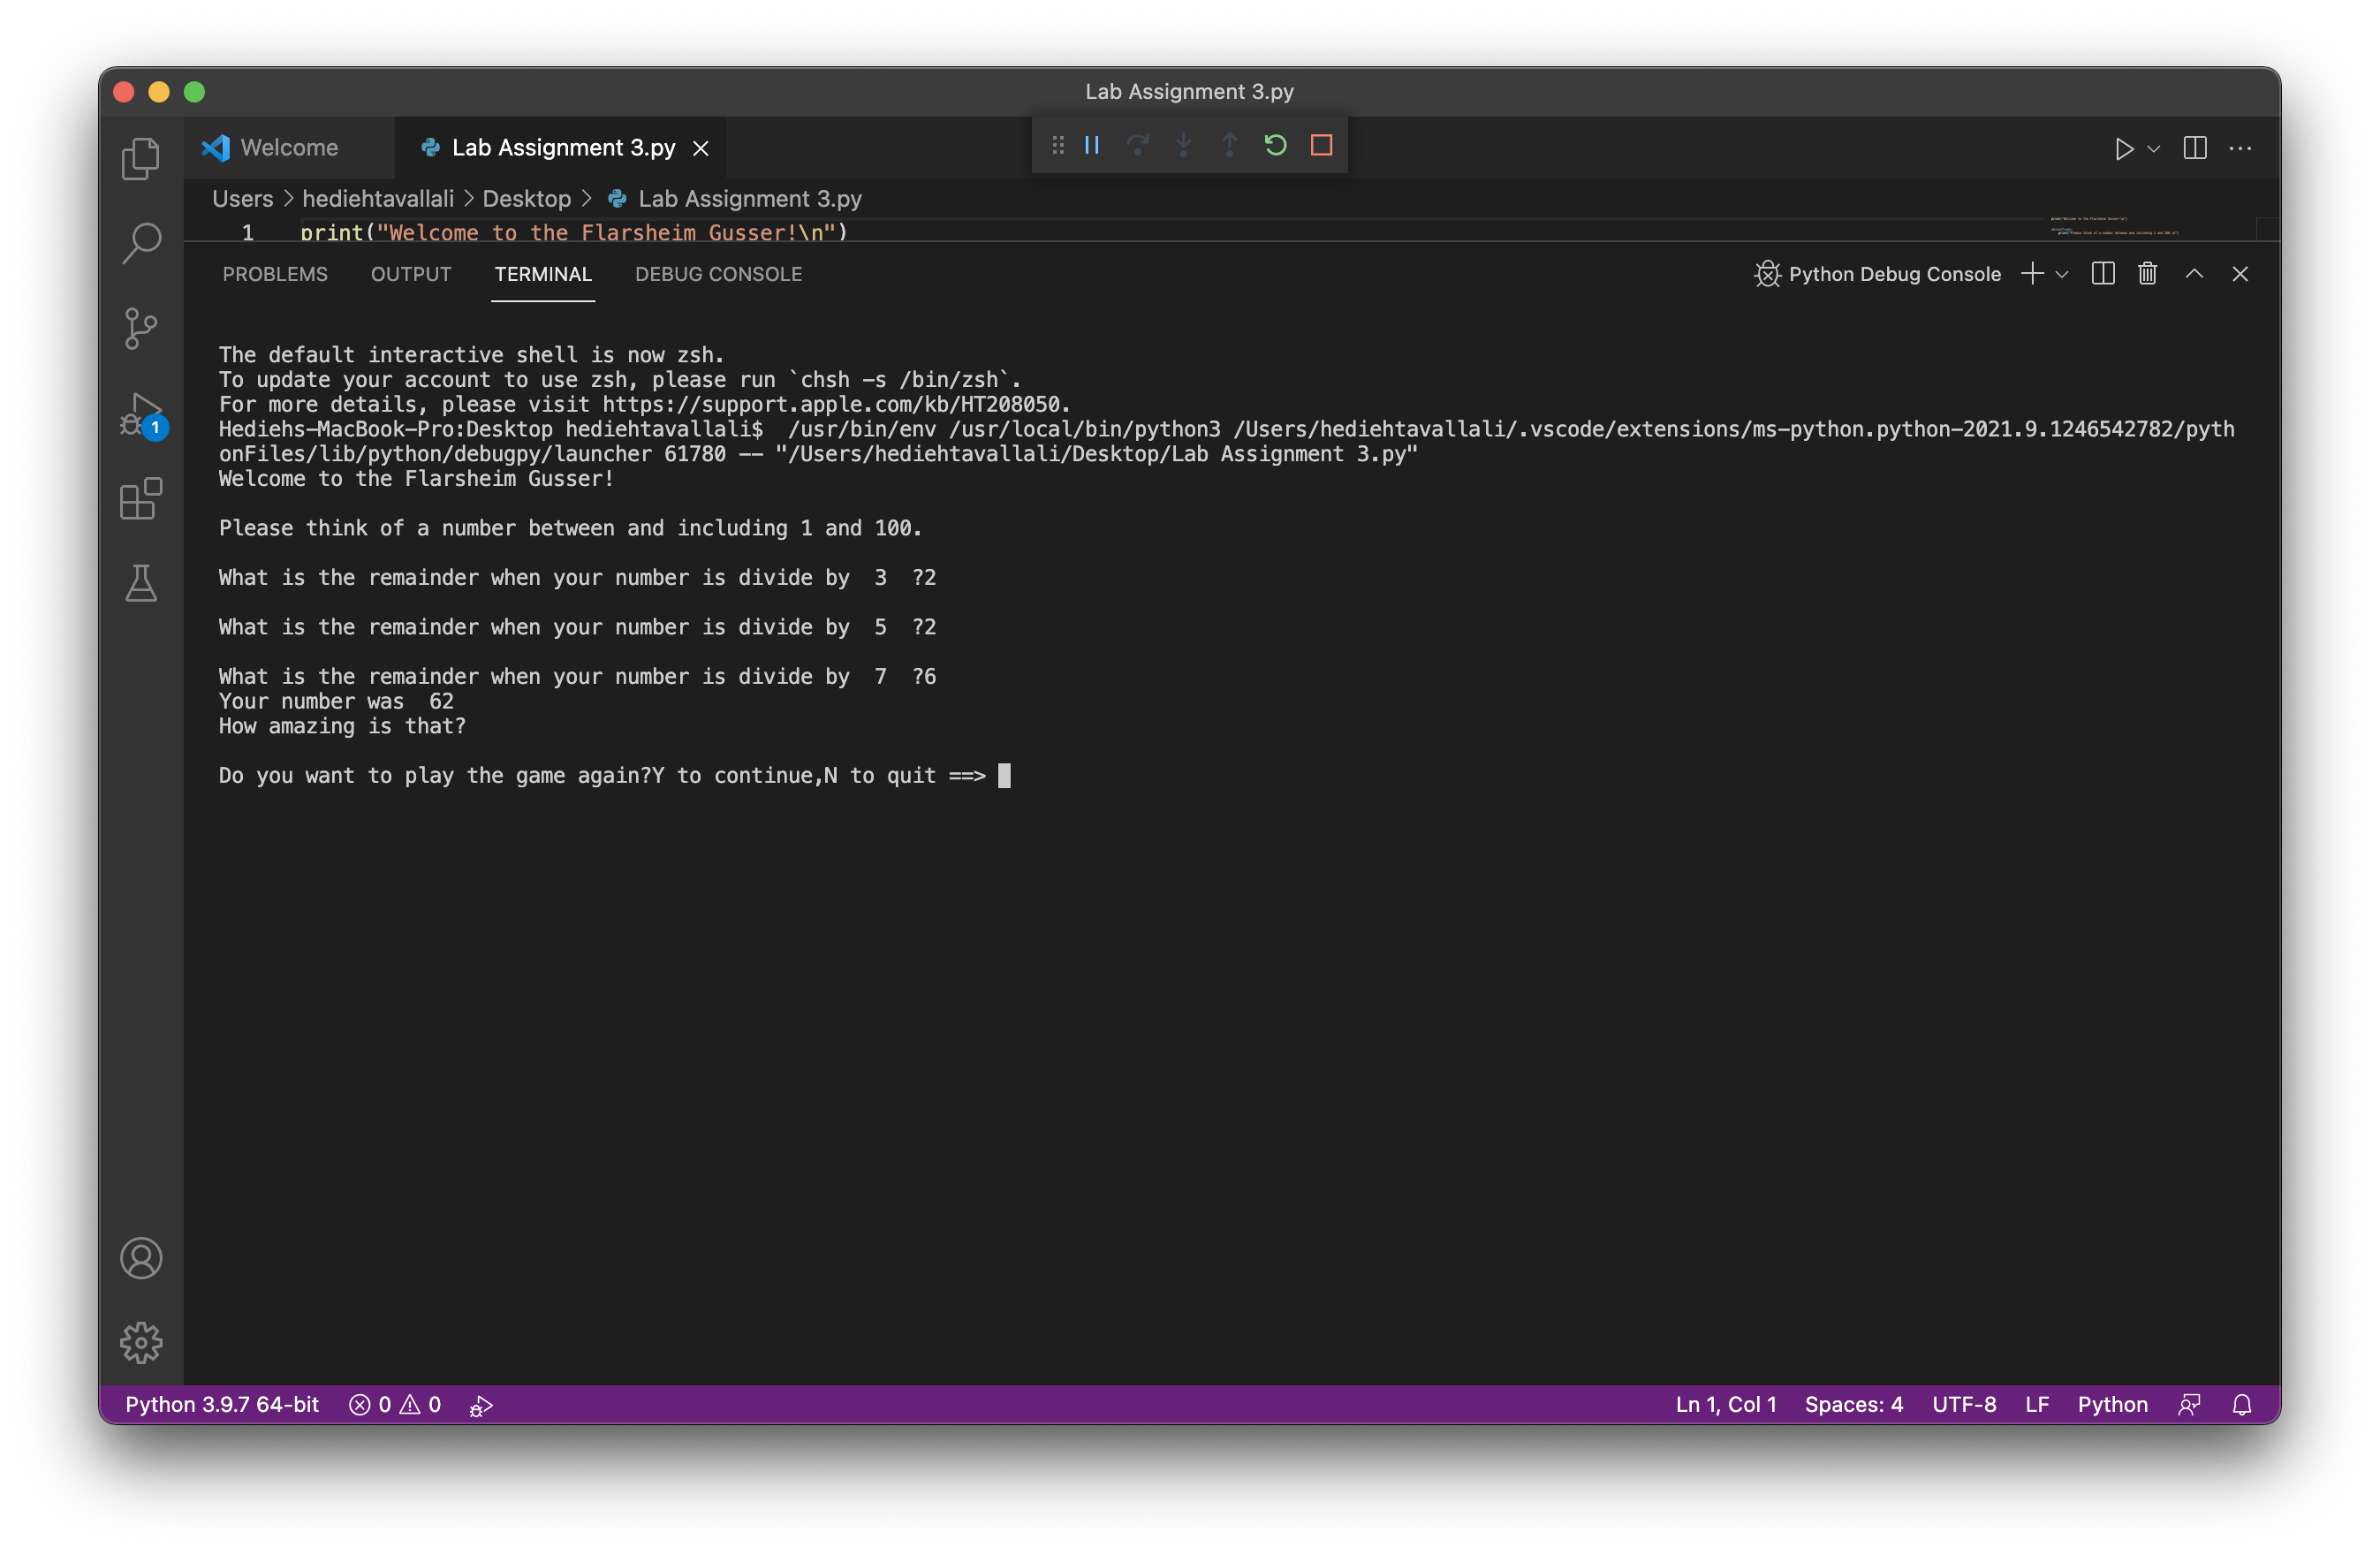 Lab Assignment 3.py
Welcome
Lab Assignment 3.py
Users > hediehtavallali > Desktop > Lab Assignment 3.py
1 print("Welcome to the Flarsheim Gusser!\n")
PROBLEMS OUTPUT TERMINAL DEBUG CONSOLE Python Debug Console
The default interactive shell is now zsh.
To update your account to use zsh, please run `chsh -s /bin/zsh`.
For more details, please visit https://support.apple.com/kb/HT208050.
Hediehs-MacBook-Pro:Desktop hediehtavallali$  /usr/bin/env /usr/local/bin/python3 /Users/hediehtavallali/.vscode/extensions/ms-python.python-2021.9.1246542782/pyth
onFiles/lib/python/debugpy/launcher 61780 -- "/Users/hediehtavallali/Desktop/Lab Assignment 3.py"
Welcome to the Flarsheim Gusser!
Please think of a number between and including 1 and 100.
What is the remainder when your number is divide by  3  ?2
What is the remainder when your number is divide by  5  ?2
What is the remainder when your number is divide by  7  ?6
Your number was  62
How amazing is that?
Do you want to play the game again?Y to continue,N to quit ==>
1
Python 3.9.7 64-bit 0 0 Ln 1, Col 1 Spaces: 4 UTF-8 LF Python